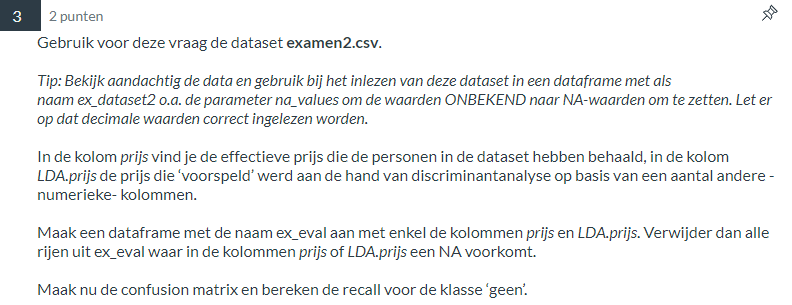 3 2 punten
Gebruik voor deze vraag de dataset examen2.csv.
Tip: Bekijk aandachtig de data en gebruik bij het inlezen van deze dataset in een dataframe met als
naam ex_dataset2 o.a. de parameter na_values om de waarden ONBEKEND naar NA-waarden om te zetten. Let er
op dat decimale waarden correct ingelezen worden.
In de kolom prijs vind je de effectieve prijs die de personen in de dataset hebben behaald, in de kolom
LDA.prijs de prijs die ‘voorspeld’ werd aan de hand van discriminantanalyse op basis van een aantal andere -
numerieke- kolommen.
Maak een dataframe met de naam ex_eval aan met enkel de kolommen prijs en LDA.prijs. Verwijder dan alle
rijen uit ex_eval waar in de kolommen prijs of LDA.prijs een NA voorkomt.
Maak nu de confusion matrix en bereken de recall voor de klasse ‘geen’.